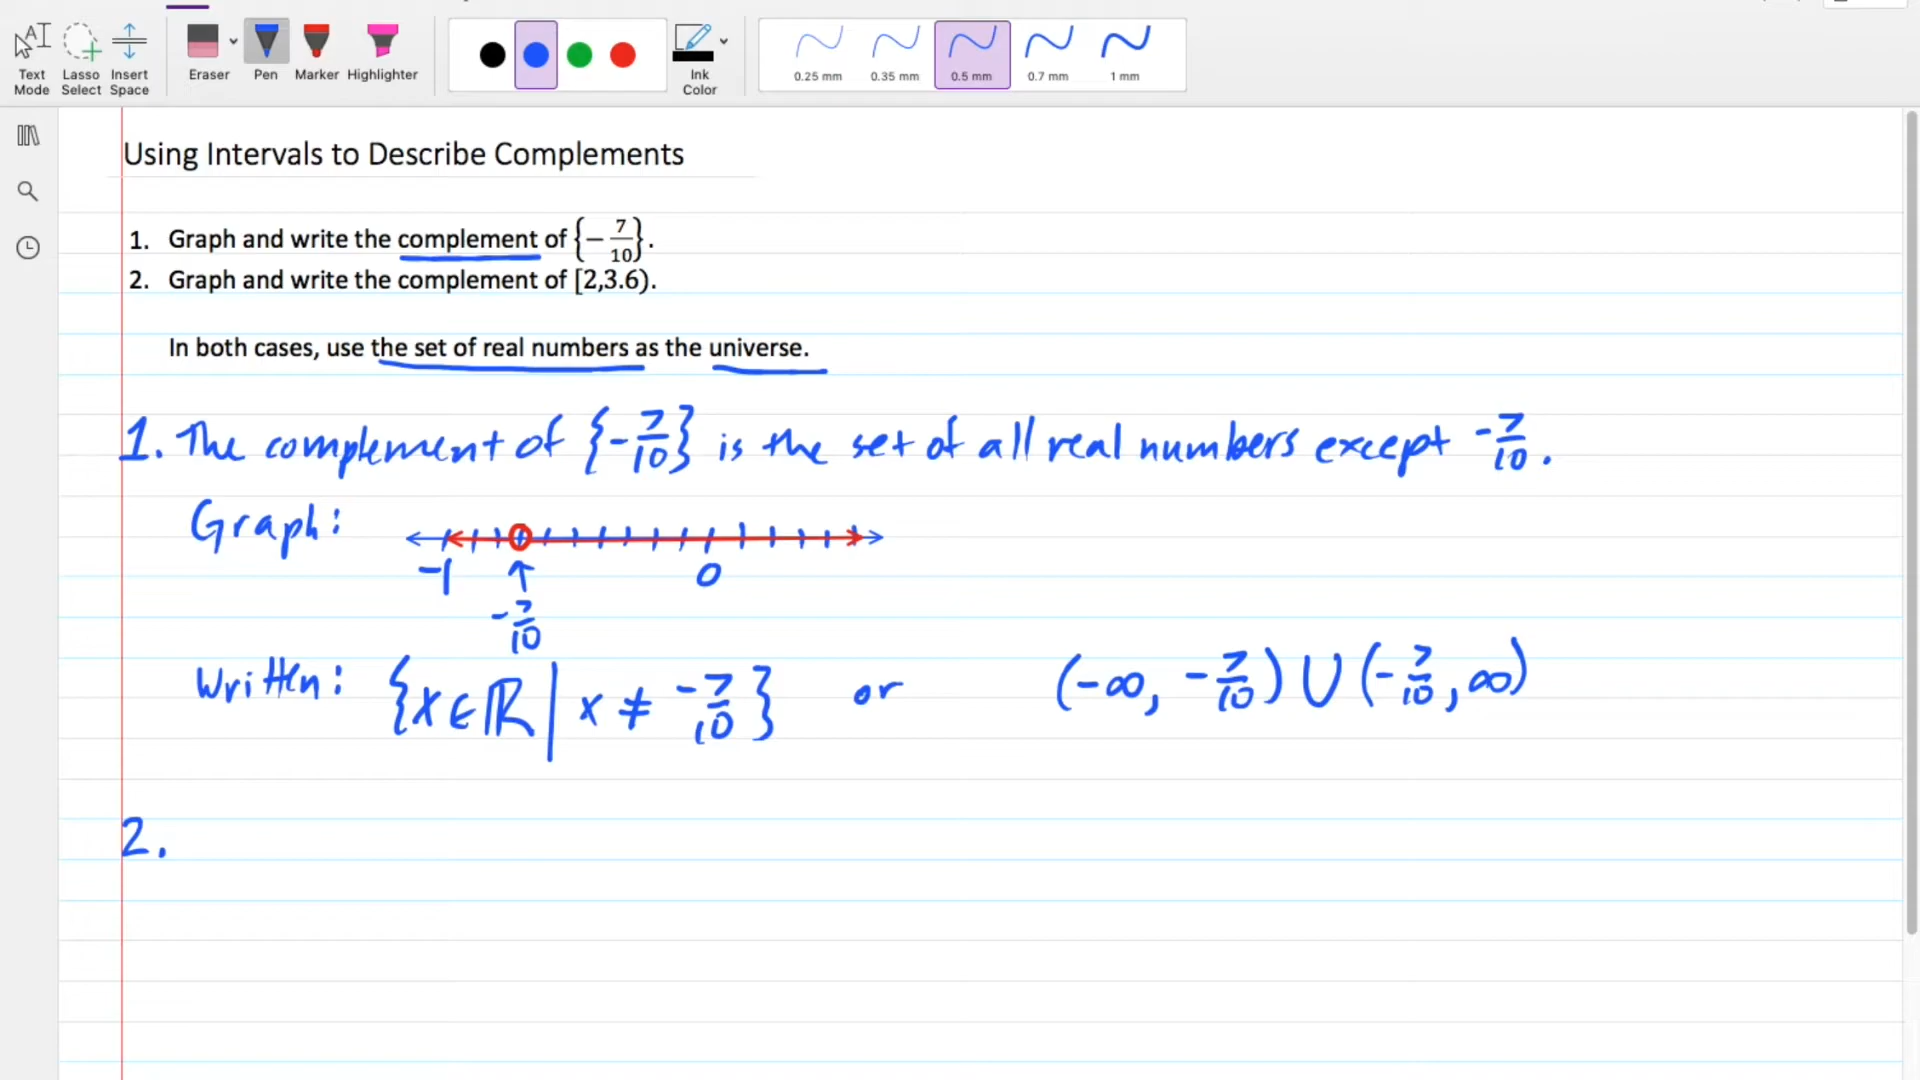 Text Mode
Lasso Select
Insert Space
Eraser
Pen
Marker
Highlighter
Ink Color
0.25 mm
0.35 mm
0.5 mm
0.7 mm
1 mm
Using Intervals to Describe Complements
1. Graph and write the complement of {−7/10}.
2. Graph and write the complement of [2,3.6).
In both cases, use the set of real numbers as the universe.
1. The complement of {-7/10} is the set of all real numbers except -7/10.
Graph:
-1 0
-7/10
Written: {x∈ℝ | x ≠ -7/10} or (-∞, -7/10) ∪ (-7/10, ∞)
2.